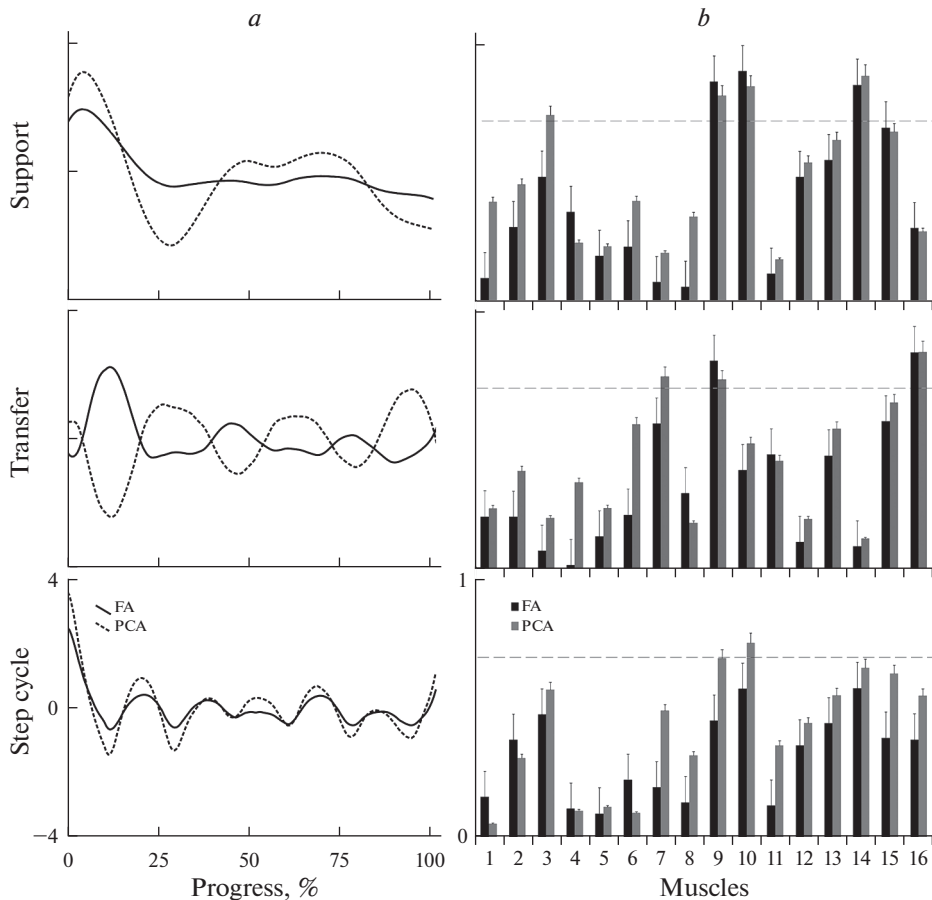 a
b
Support
Transfer
Step cycle
4
0
−4
FA
PCA
0
25
50
75
100
Progress, %
1
0
FA
PCA
1
2
3
4
5
6
7
8
9
10
11
12
13
14
15
16
Muscles